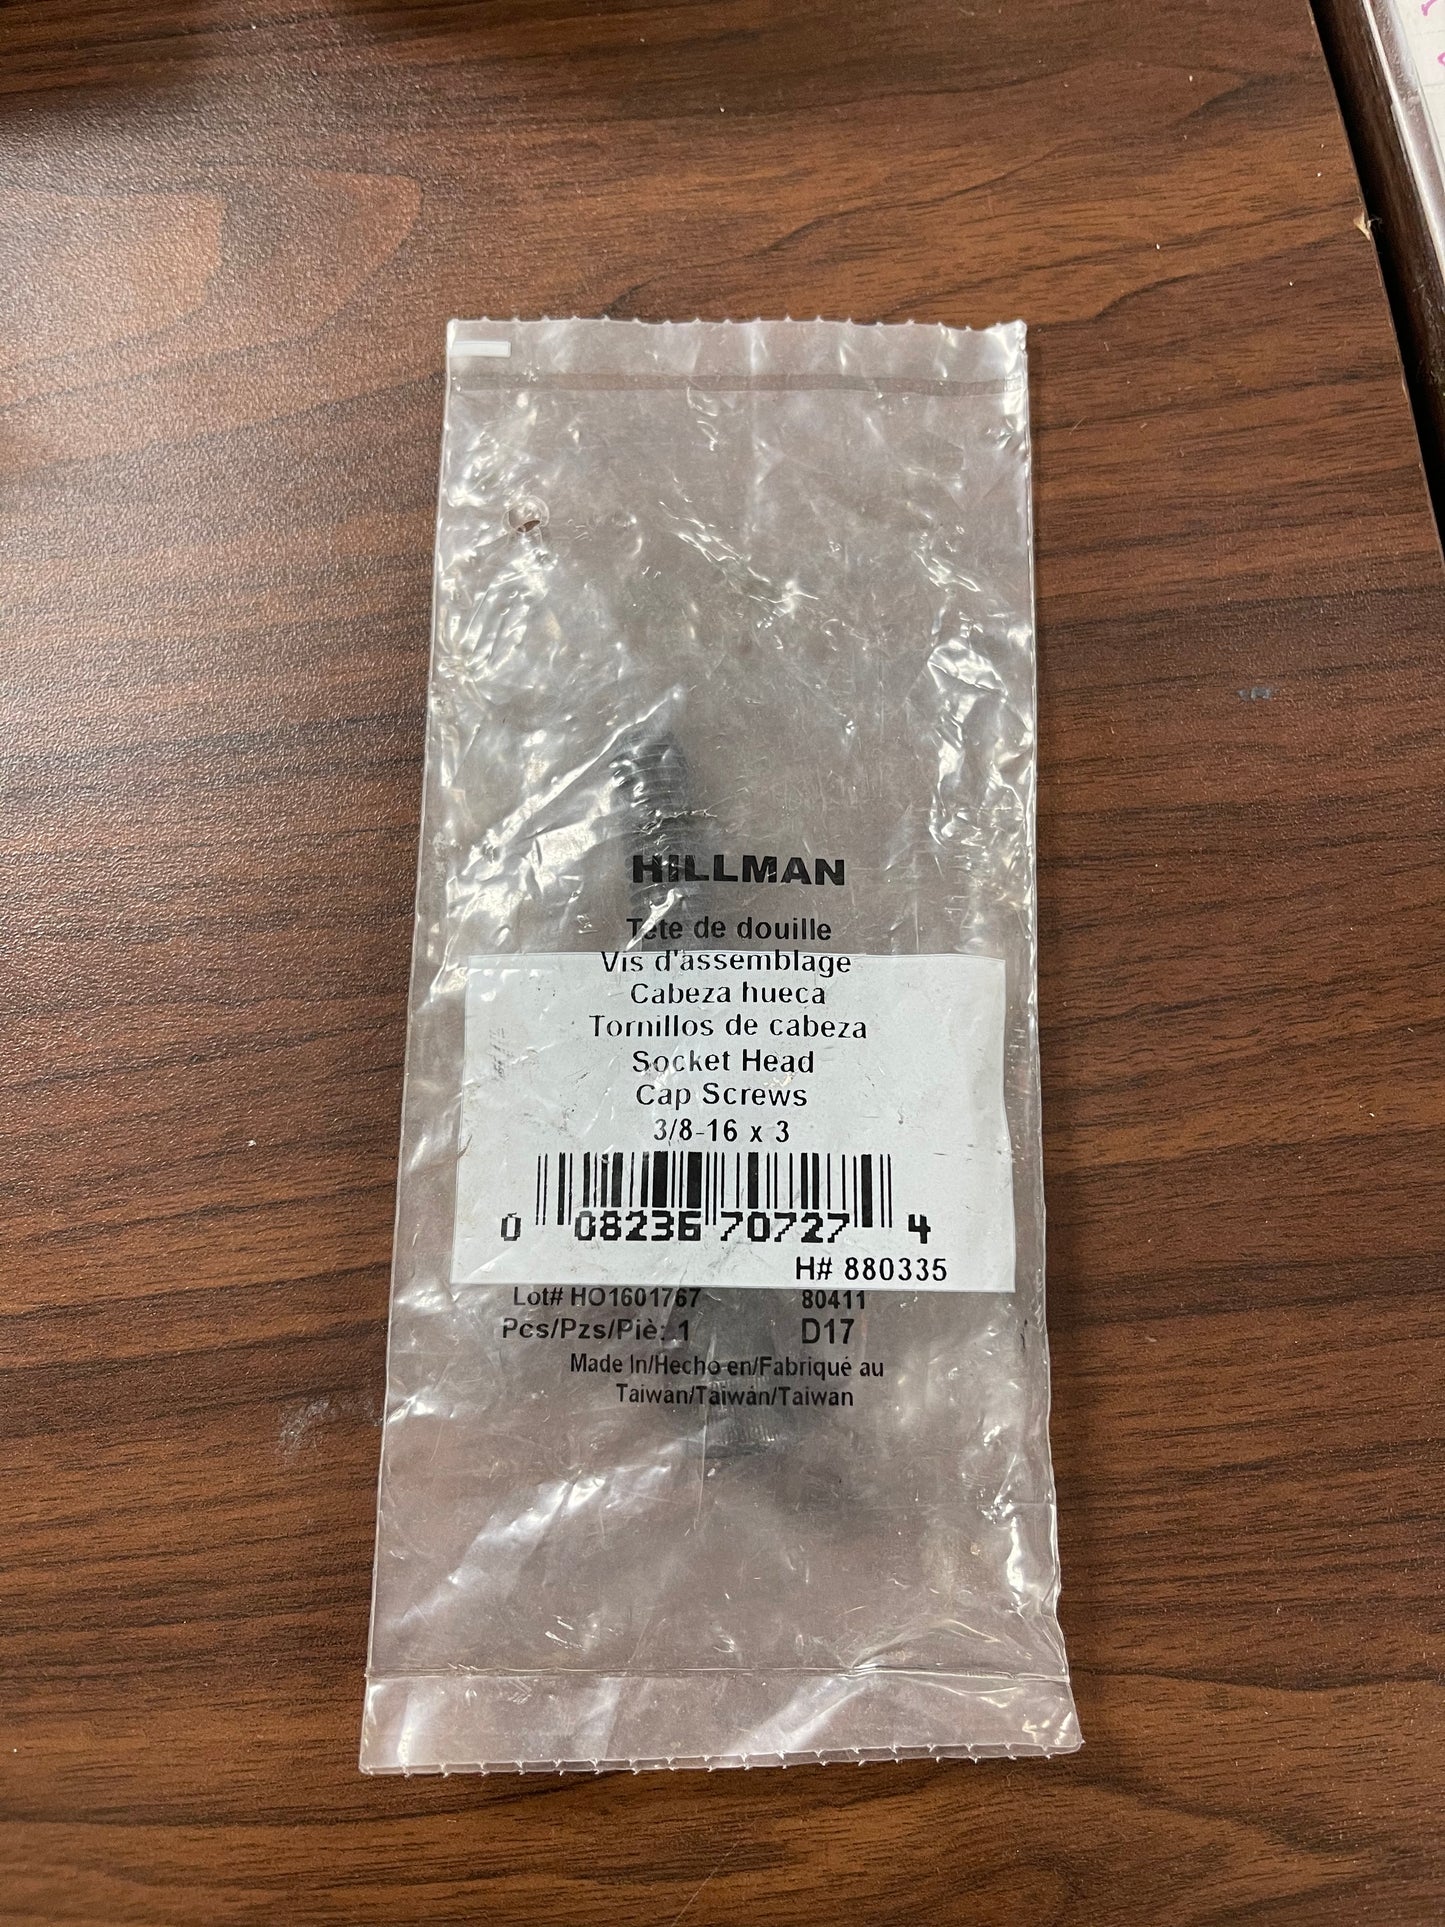 HILLMAN
Tête de douille
Vis d'assemblage
Cabeza hueca
Tornillos de cabeza
Socket Head
Cap Screws
3/8-16 x 3
0 08236 70727 4
H# 880335
Lot# HO1601767 80411
Pcs/Pzs/Piè: 1 D17
Made In/Hecho en/Fabriqué au
Taiwan/Taiwán/Taiwan